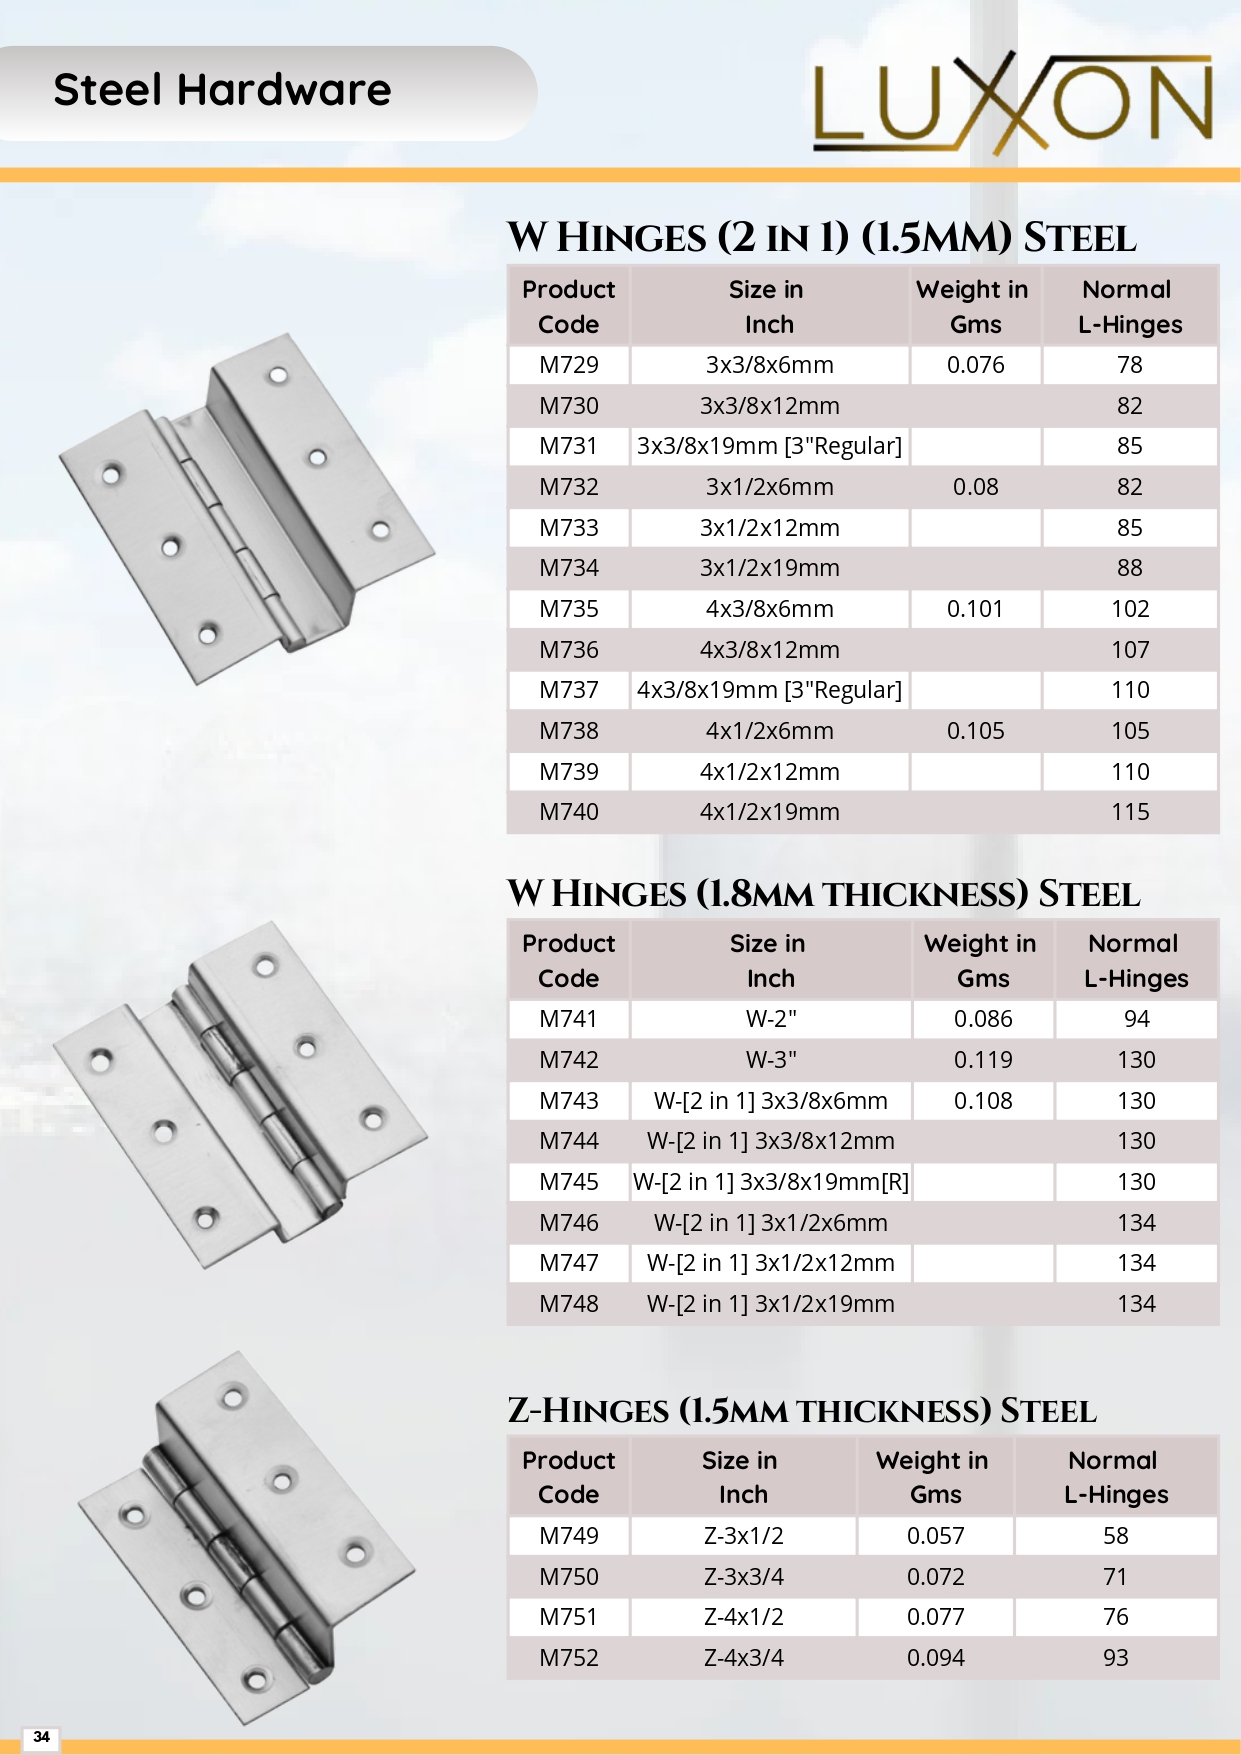 Steel Hardware
LUXXON
W Hinges (2 in 1) (1.5MM) Steel
Product Code Size in Inch Weight in Gms Normal L-Hinges
M729 3x3/8x6mm 0.076 78
M730 3x3/8x12mm 82
M731 3x3/8x19mm [3"Regular] 85
M732 3x1/2x6mm 0.08 82
M733 3x1/2x12mm 85
M734 3x1/2x19mm 88
M735 4x3/8x6mm 0.101 102
M736 4x3/8x12mm 107
M737 4x3/8x19mm [3"Regular] 110
M738 4x1/2x6mm 0.105 105
M739 4x1/2x12mm 110
M740 4x1/2x19mm 115
W Hinges (1.8mm thickness) Steel
Product Code Size in Inch Weight in Gms Normal L-Hinges
M741 W-2" 0.086 94
M742 W-3" 0.119 130
M743 W-[2 in 1] 3x3/8x6mm 0.108 130
M744 W-[2 in 1] 3x3/8x12mm 130
M745 W-[2 in 1] 3x3/8x19mm[R] 130
M746 W-[2 in 1] 3x1/2x6mm 134
M747 W-[2 in 1] 3x1/2x12mm 134
M748 W-[2 in 1] 3x1/2x19mm 134
Z-Hinges (1.5mm thickness) Steel
Product Code Size in Inch Weight in Gms Normal L-Hinges
M749 Z-3x1/2 0.057 58
M750 Z-3x3/4 0.072 71
M751 Z-4x1/2 0.077 76
M752 Z-4x3/4 0.094 93
34